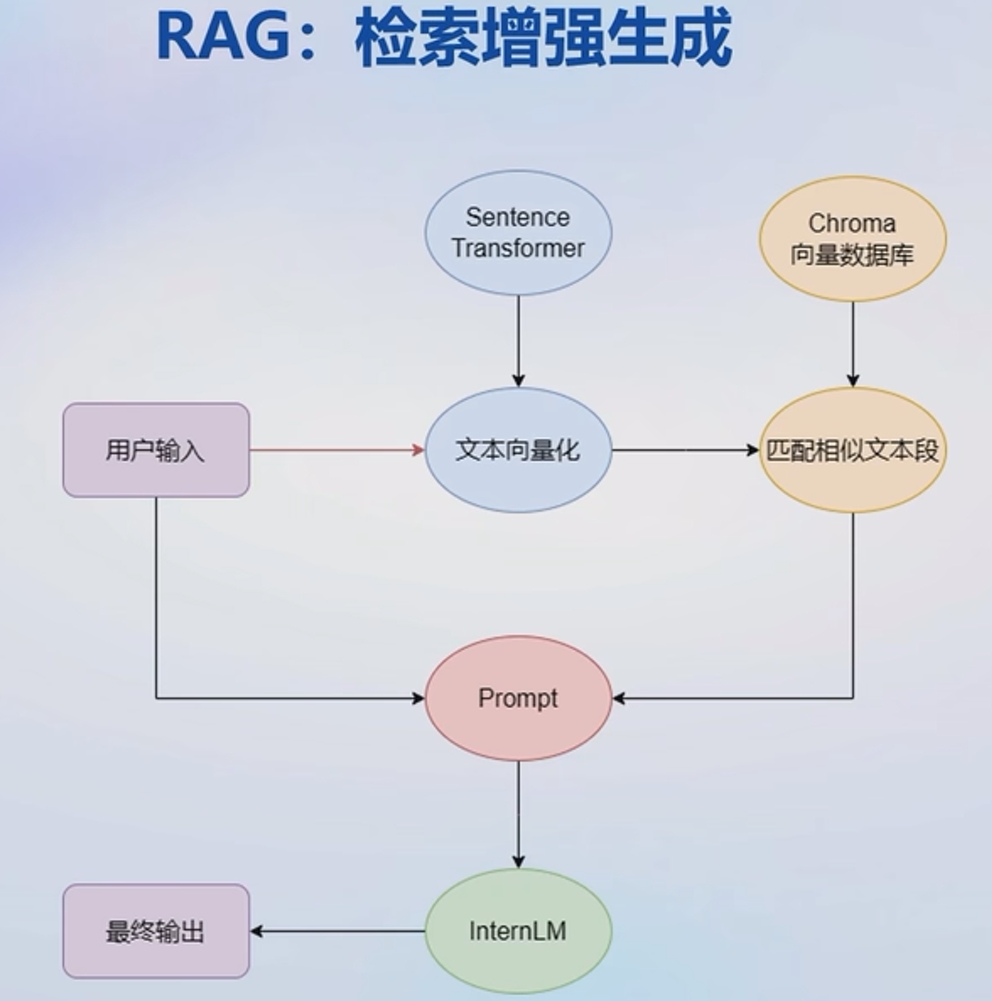 RAG：检索增强生成
Sentence
Transformer
Chroma
向量数据库
用户输入
文本向量化
匹配相似文本段
Prompt
最终输出
InternLM